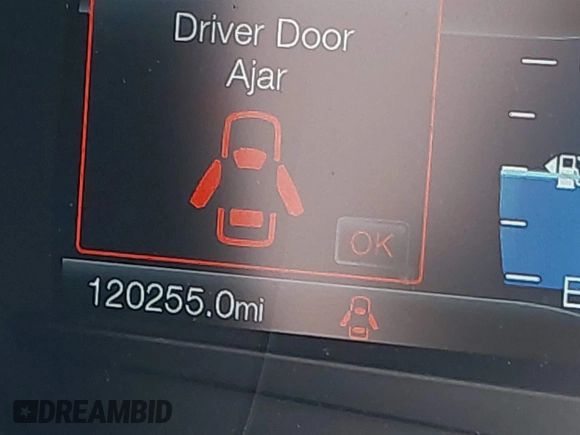 Driver Door
Ajar
OK
120255.0mi
E
DREAMBID